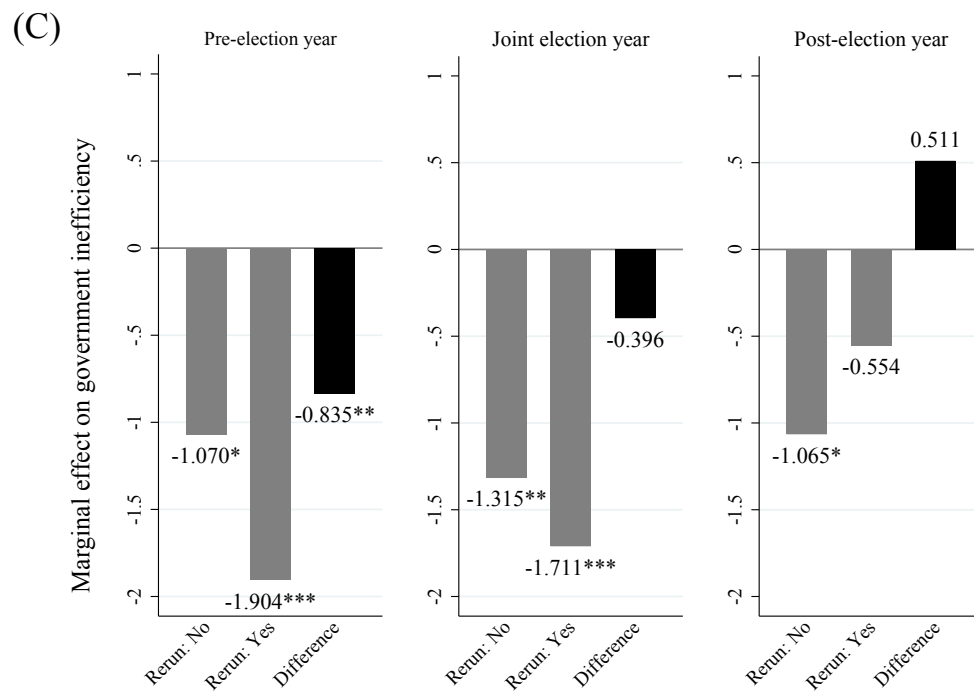 (C)
Marginal effect on government inefficiency
Pre-election year
1
.5
0
-.5
-1
-1.5
-2
-1.070*
-1.904***
-0.835**
Rerun: No
Rerun: Yes
Difference
Joint election year
1
.5
0
-.5
-1
-1.5
-2
-1.315**
-1.711***
-0.396
Rerun: No
Rerun: Yes
Difference
Post-election year
1
.5
0
-.5
-1
-1.5
-2
-1.065*
-0.554
0.511
Rerun: No
Rerun: Yes
Difference